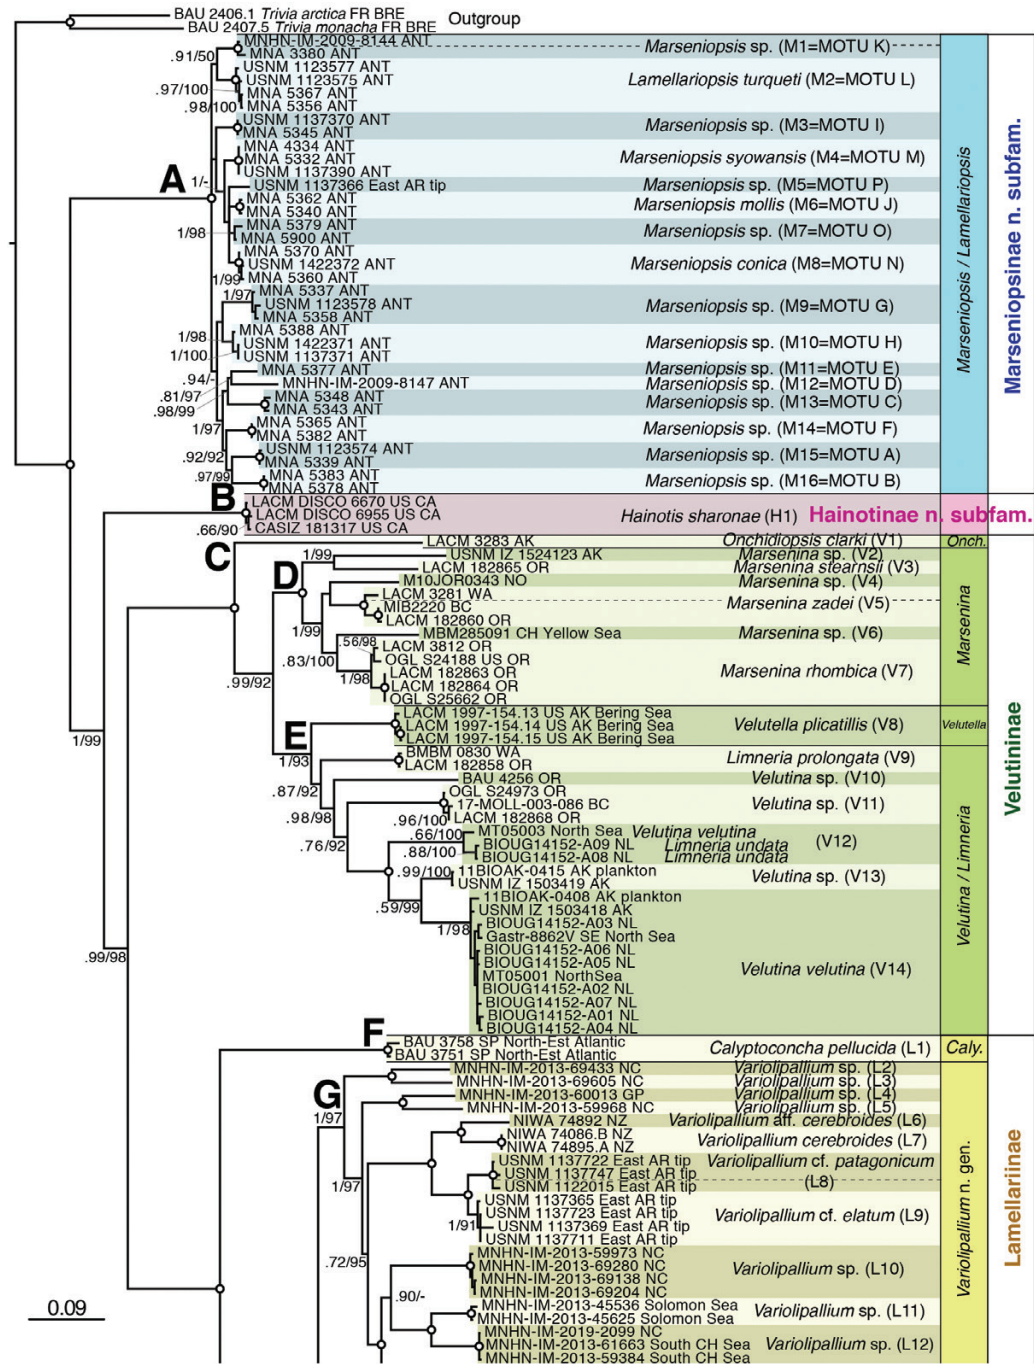 BAU 2406.1 Trivia arctica FR BRE
BAU 2407.5 Trivia monacha FR BRE
Outgroup
MNHN-IM-2009-8144 ANT
MNA 3380 ANT
Marseniopsis sp. (M1=MOTU K)
.91/50
USNM 1123577 ANT
USNM 1123575 ANT
MNA 5367 ANT
MNA 5356 ANT
Lamellariopsis turqueti (M2=MOTU L)
.97/100
.98/100
USNM 1137370 ANT
MNA 5345 ANT
Marseniopsis sp. (M3=MOTU I)
MNA 4334 ANT
MNA 5332 ANT
USNM 1137390 ANT
Marseniopsis syowansis (M4=MOTU M)
A
1/-
USNM 1137366 East AR tip
Marseniopsis sp. (M5=MOTU P)
MNA 5362 ANT
MNA 5340 ANT
Marseniopsis mollis (M6=MOTU J)
MNA 5379 ANT
MNA 5900 ANT
Marseniopsis sp. (M7=MOTU O)
1/98
MNA 5370 ANT
USNM 1422372 ANT
MNA 5360 ANT
Marseniopsis conica (M8=MOTU N)
1/99
1/97
MNA 5337 ANT
USNM 1123578 ANT
MNA 5358 ANT
Marseniopsis sp. (M9=MOTU G)
MNA 5388 ANT
USNM 1422371 ANT
USNM 1137371 ANT
Marseniopsis sp. (M10=MOTU H)
1/98
1/100
MNA 5377 ANT
Marseniopsis sp. (M11=MOTU E)
.94/-
MNHN-IM-2009-8147 ANT
Marseniopsis sp. (M12=MOTU D)
.81/97
.98/99
MNA 5348 ANT
MNA 5343 ANT
Marseniopsis sp. (M13=MOTU C)
MNA 5365 ANT
MNA 5382 ANT
Marseniopsis sp. (M14=MOTU F)
1/97
USNM 1123574 ANT
MNA 5339 ANT
Marseniopsis sp. (M15=MOTU A)
.92/92
MNA 5383 ANT
MNA 5378 ANT
Marseniopsis sp. (M16=MOTU B)
.97/99
Marseniopsis / Lamellariopsis
Marseniopsinae n. subfam.
B
LACM DISCO 6670 US CA
LACM DISCO 6955 US CA
CASIZ 181317 US CA
.66/90
Hainotis sharonae (H1)
Hainotinae n. subfam.
C
LACM 3283 AK
Onchidiopsis clarki (V1)
Onch.
D
1/99
USNM IZ 1524123 AK
Marsenina sp. (V2)
LACM 182865 OR
Marsenina stearnsii (V3)
M10JOR0343 NO
Marsenina sp. (V4)
LACM 3281 WA
MIB2220 BC
LACM 182860 OR
Marsenina zadei (V5)
1/99
MBM285091 CH Yellow Sea
Marsenina sp. (V6)
.56/98
.83/100
1/98
LACM 3812 OR
OGL S24188 US OR
LACM 182863 OR
LACM 182864 OR
OGL S25662 OR
Marsenina rhombica (V7)
Marsenina
.99/92
E
LACM 1997-154.13 US AK Bering Sea
LACM 1997-154.14 US AK Bering Sea
LACM 1997-154.15 US AK Bering Sea
Velutella plicatillis (V8)
Velutella
1/99
1/93
BMBM 0830 WA
LACM 182858 OR
Limneria prolongata (V9)
.87/92
BAU 4256 OR
Velutina sp. (V10)
OGL S24973 OR
17-MOLL-003-086 BC
LACM 182868 OR
Velutina sp. (V11)
.98/98
.96/100
.76/92
.66/100
.88/100
MT05003 North Sea Velutina velutina
BIOUG14152-A09 NL Limneria undata
BIOUG14152-A08 NL Limneria undata
(V12)
.99/100
11BIOAK-0415 AK plankton
USNM IZ 1503419 AK
Velutina sp. (V13)
.59/99
1/98
11BIOAK-0408 AK plankton
USNM IZ 1503418 AK
BIOUG14152-A03 NL
Gastr-8862V SE North Sea
BIOUG14152-A06 NL
BIOUG14152-A05 NL
MT05001 NorthSea
BIOUG14152-A02 NL
BIOUG14152-A07 NL
BIOUG14152-A01 NL
BIOUG14152-A04 NL
Velutina velutina (V14)
Velutina / Limneria
Velutininae
.99/98
F
BAU 3758 SP North-Est Atlantic
BAU 3751 SP North-Est Atlantic
Calyptoconcha pellucida (L1)
Caly.
G
MNHN-IM-2013-69433 NC
Variolipallium sp. (L2)
MNHN-IM-2013-69605 NC
Variolipallium sp. (L3)
1/97
MNHN-IM-2013-60013 GP
Variolipallium sp. (L4)
MNHN-IM-2013-59968 NC
Variolipallium sp. (L5)
NIWA 74892 NZ
Variolipallium aff. cerebroides (L6)
NIWA 74086.B NZ
NIWA 74895.A NZ
Variolipallium cerebroides (L7)
1/97
USNM 1137722 East AR tip
USNM 1137747 East AR tip
USNM 1122015 East AR tip
Variolipallium cf. patagonicum
(L8)
USNM 1137365 East AR tip
USNM 1137723 East AR tip
USNM 1137369 East AR tip
USNM 1137711 East AR tip
Variolipallium cf. elatum (L9)
1/91
.72/95
MNHN-IM-2013-59973 NC
MNHN-IM-2013-69280 NC
MNHN-IM-2013-69138 NC
MNHN-IM-2013-69204 NC
Variolipallium sp. (L10)
.90/-
MNHN-IM-2013-45536 Solomon Sea
MNHN-IM-2013-45625 Solomon Sea
Variolipallium sp. (L11)
MNHN-IM-2019-2099 NC
MNHN-IM-2013-61663 South CH Sea
MNHN-IM-2013-59384 South CH Sea
Variolipallium sp. (L12)
Variolipallium n. gen.
Lamellariinae
0.09